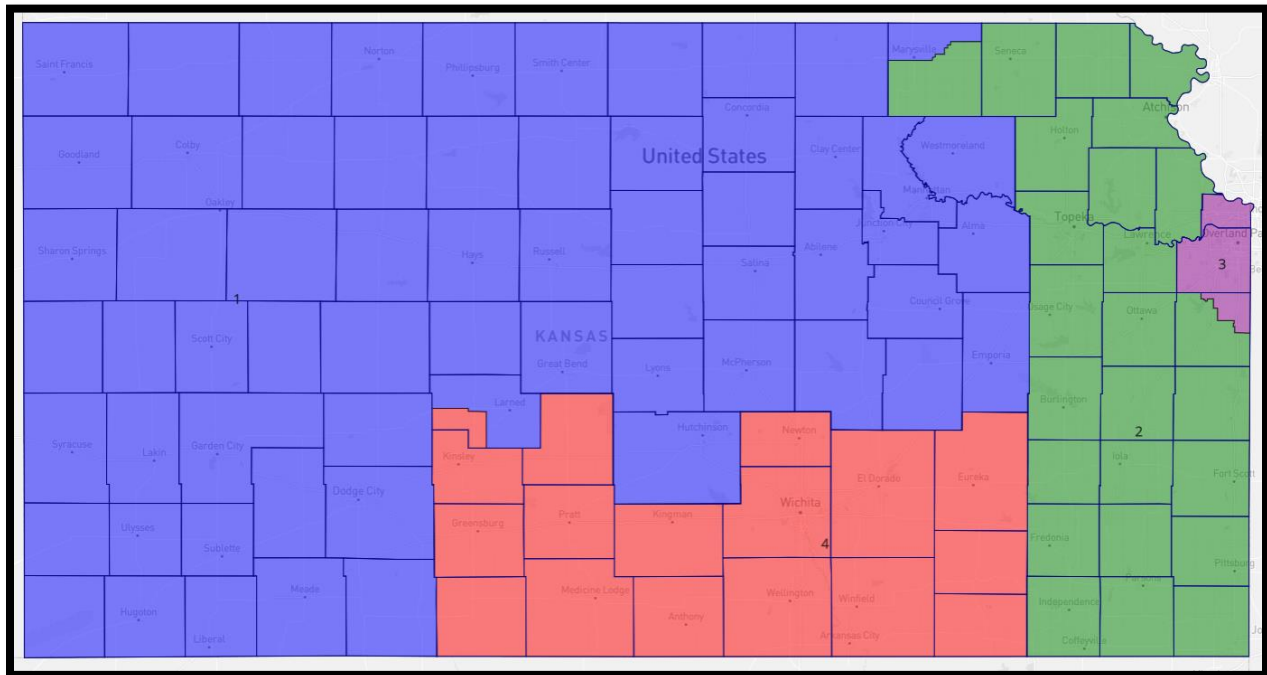 Marysville
Seneca
Norton
Saint Francis
Phillipsburg
Smith Center
Concordia
Atchison
Holton
Goodland
Colby
United States
Clay Center
Westmoreland
Manhattan
Oakley
Topeka
Junction City
Alma
Lawrence
Overland Pa
Sharon Springs
Hays
Russell
Salina
Abilene
3
1
Council Grove
Osage City
Ottawa
Scott City
KANSAS
Great Bend
Lyons
McPherson
Emporia
Larned
Burlington
Syracuse
Lakin
Garden City
Hutchinson
Newton
2
Kinsley
Iola
Dodge City
El Dorado
Eureka
Fort Scott
Wichita
Ulysses
Greensburg
Pratt
Kingman
Sublette
4
Fredonia
Pittsburg
Parsons
Hugoton
Meade
Medicine Lodge
Wellington
Winfield
Independence
Anthony
Liberal
Arkansas City
Coffeyville
Jo